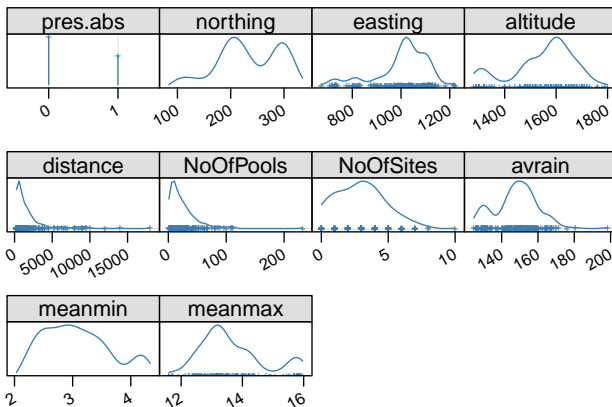 pres.abs northing easting altitude
0 1 100 200 300 800 1000 1200 1400 1600 1800
distance NoOfPools NoOfSites avrain
0 5000 10000 15000 0 100 200 0 5 10 140 160 180 200
meanmin meanmax
2 3 4 12 14 16